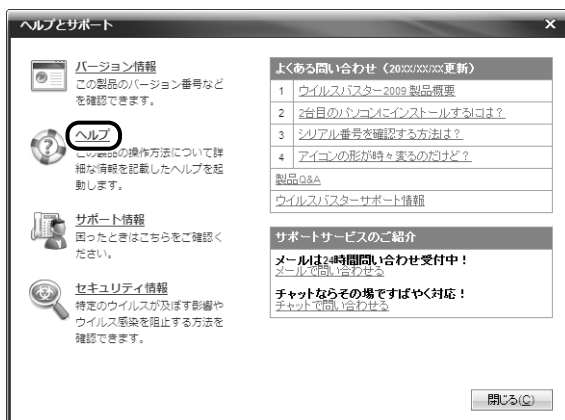 ヘルプとサポート
バージョン情報
この製品のバージョン番号など
を確認できます。
ヘルプ
この製品の操作方法について詳
細な情報を記載したヘルプを起
動します。
サポート情報
困ったときはこちらをご確認く
ださい。
セキュリティ情報
特定のウイルスが及ぼす影響や
ウイルス感染を阻止する方法を
確認できます。
よくある問い合わせ（20XX/XX/XX更新）
1 ウイルスバスター2009 製品概要
2 2台目のパソコンにインストールするには？
3 シリアル番号を確認する方法は？
4 アイコンの形が時々変るのだけど？
製品Q&A
ウイルスバスターサポート情報
サポートサービスのご紹介
メールは24時間問い合わせ受付中！
メールで問い合わせる
チャットならその場ですばやく対応！
チャットで問い合わせる
閉じる(C)